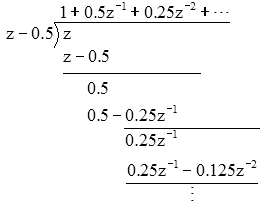 1 + 0.5z⁻¹ + 0.25z⁻² + ⋯
z − 0.5)z
z − 0.5
0.5
0.5 − 0.25z⁻¹
0.25z⁻¹
0.25z⁻¹ − 0.125z⁻²
⋮